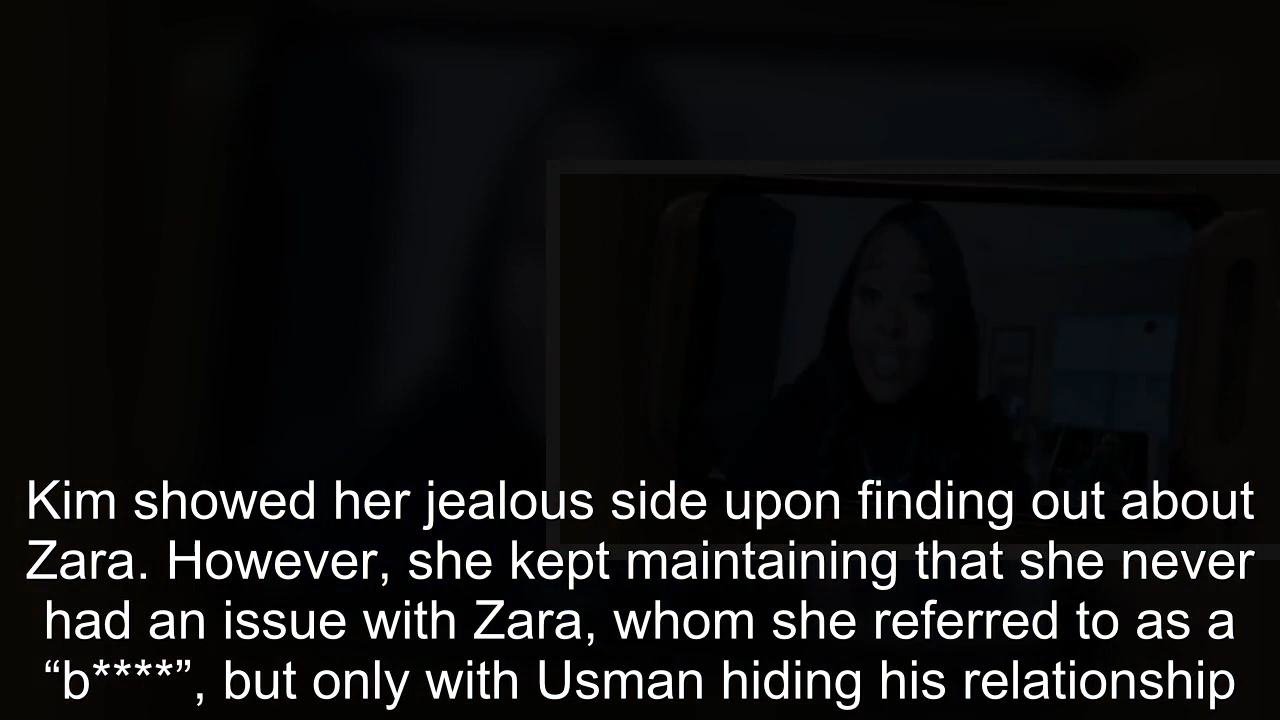 Kim showed her jealous side upon finding out about
Zara. However, she kept maintaining that she never
had an issue with Zara, whom she referred to as a
“b****”, but only with Usman hiding his relationship